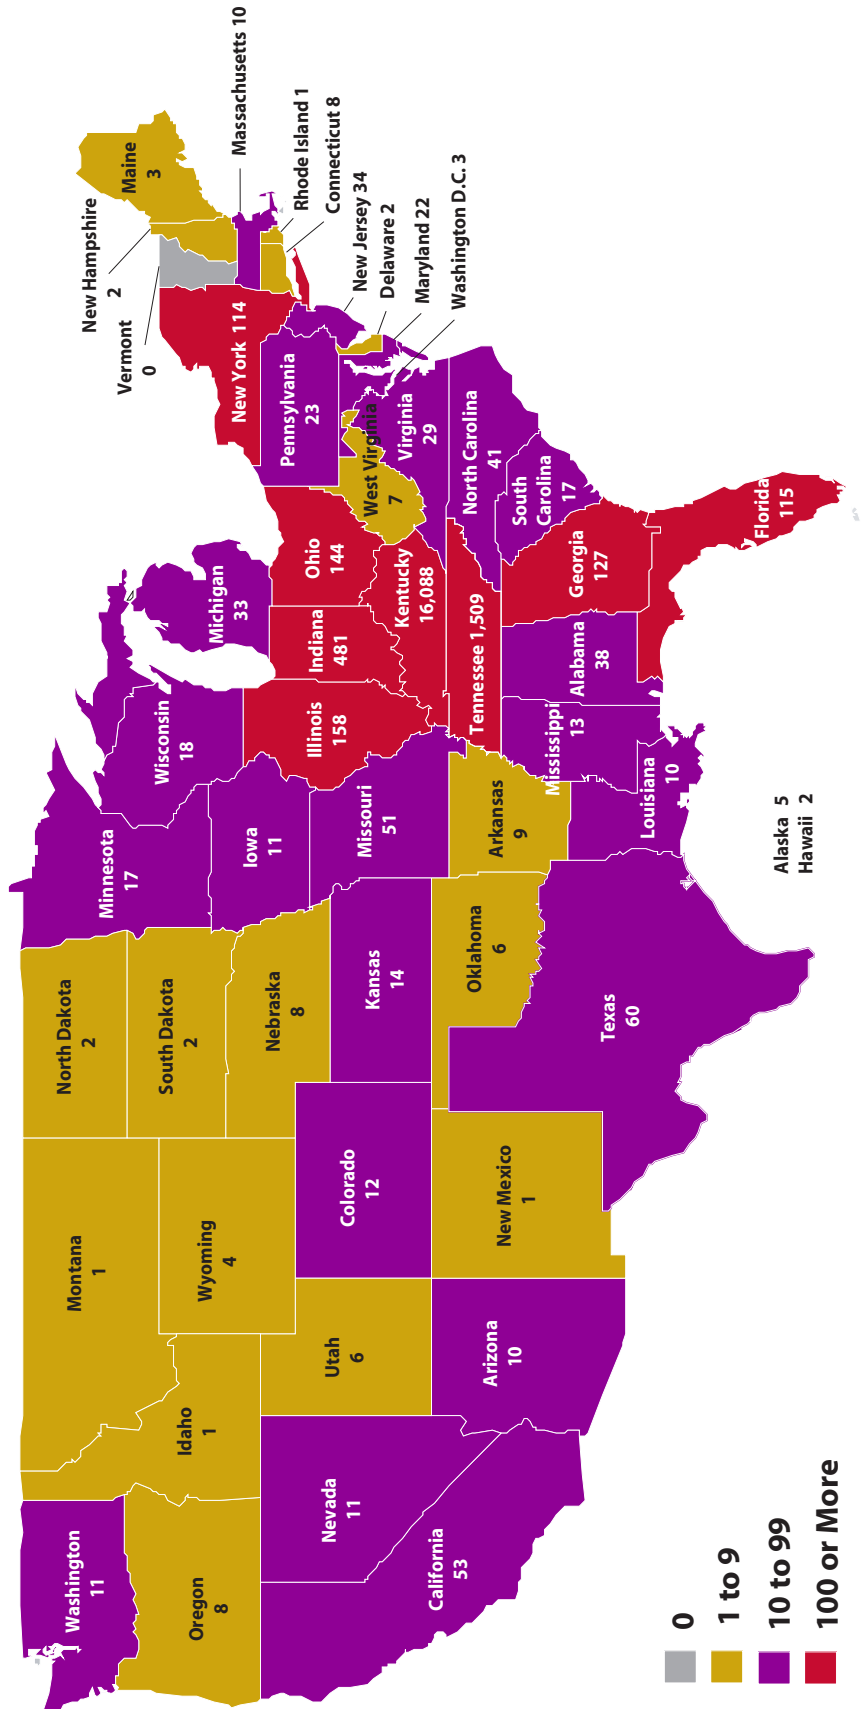 Washington
11
Oregon
8
California
53
Nevada
11
Idaho
1
Montana
1
Wyoming
4
Utah
6
Arizona
10
Colorado
12
New Mexico
1
North Dakota
2
South Dakota
2
Nebraska
8
Kansas
14
Oklahoma
6
Texas
60
Minnesota
17
Iowa
11
Missouri
51
Arkansas
9
Louisiana
10
Wisconsin
18
Illinois
158
Michigan
33
Indiana
481
Ohio
144
Kentucky
16,088
Tennessee 1,509
Mississippi
13
Alabama
38
Georgia
127
Florida
115
South
Carolina
17
North Carolina
41
Virginia
29
West Virginia
7
Pennsylvania
23
New York 114
Vermont
0
New Hampshire
2
Maine
3
Massachusetts 10
Rhode Island 1
Connecticut 8
New Jersey 34
Delaware 2
Maryland 22
Washington D.C. 3
Alaska 5
Hawaii 2
0
1 to 9
10 to 99
100 or More